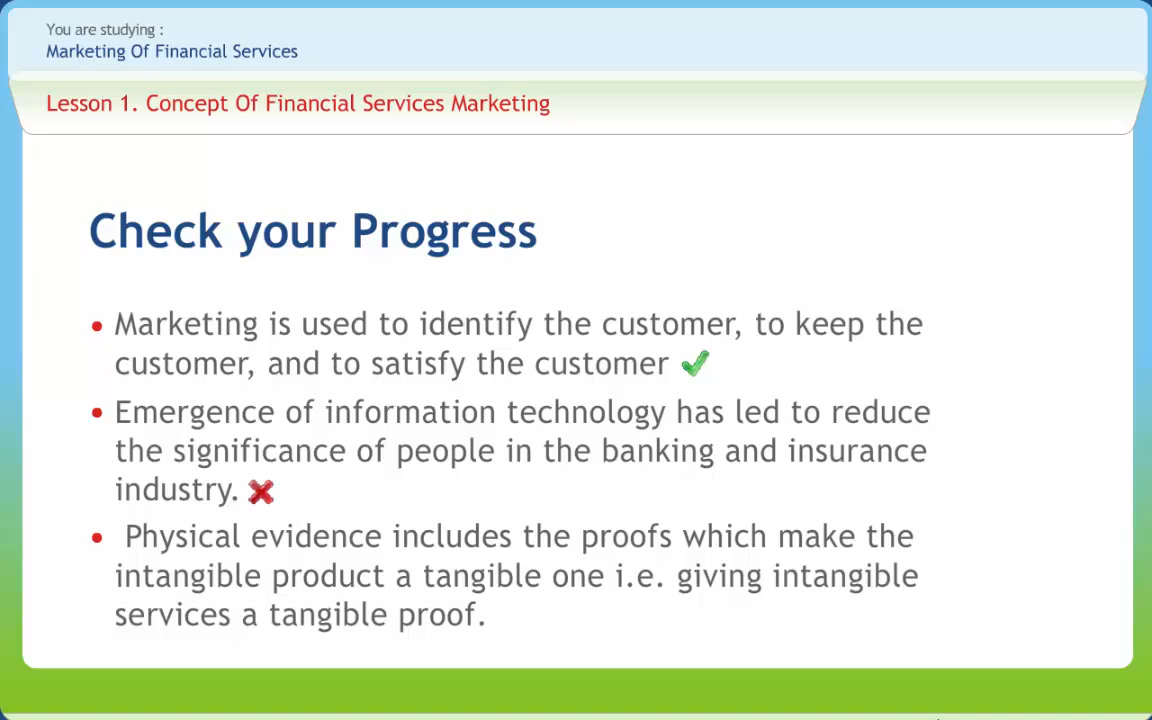 You are studying :
Marketing Of Financial Services
Lesson 1. Concept Of Financial Services Marketing
Check your Progress
• Marketing is used to identify the customer, to keep the
customer, and to satisfy the customer
• Emergence of information technology has led to reduce
the significance of people in the banking and insurance
industry.
• Physical evidence includes the proofs which make the
intangible product a tangible one i.e. giving intangible
services a tangible proof.